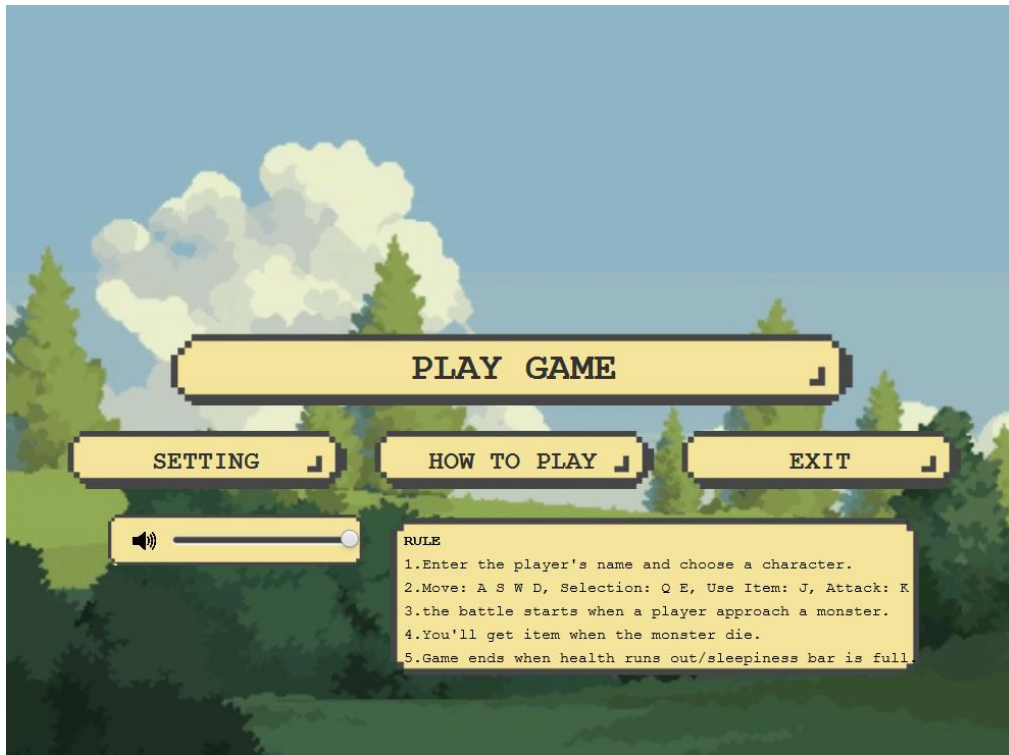 PLAY GAME
SETTING
HOW TO PLAY
EXIT
RULE
1.Enter the player's name and choose a character.
2.Move: A S W D, Selection: Q E, Use Item: J, Attack: K
3.the battle starts when a player approach a monster.
4.You'll get item when the monster die.
5.Game ends when health runs out/sleepiness bar is full.